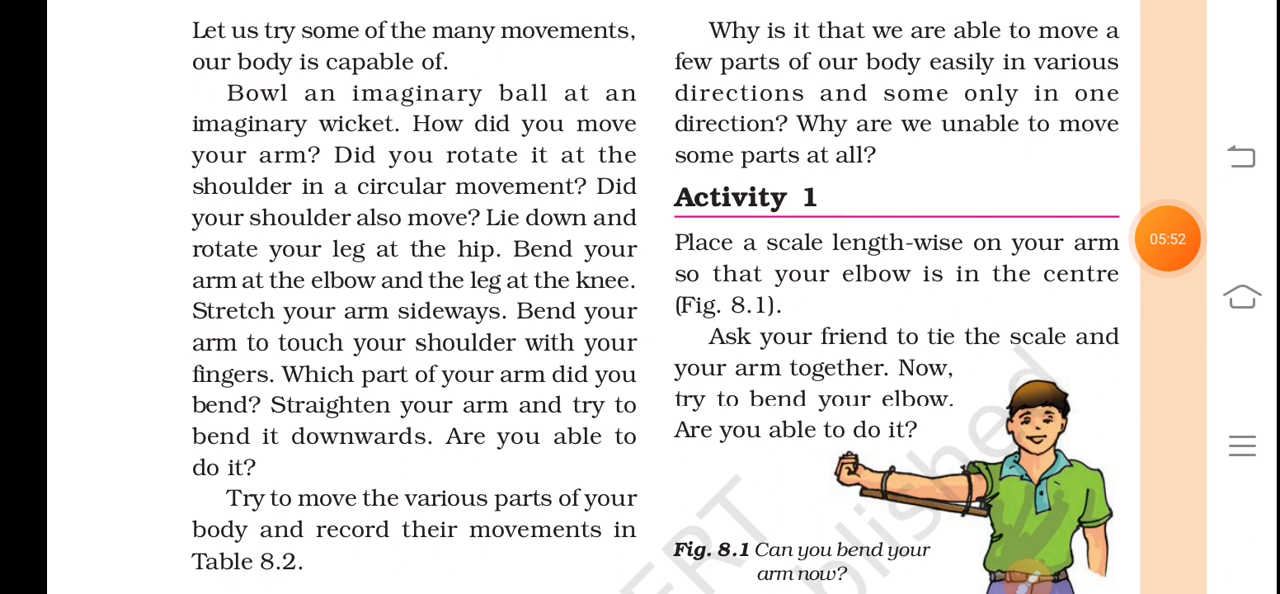 Let us try some of the many movements,
our body is capable of.
Bowl an imaginary ball at an
imaginary wicket. How did you move
your arm? Did you rotate it at the
shoulder in a circular movement? Did
your shoulder also move? Lie down and
rotate your leg at the hip. Bend your
arm at the elbow and the leg at the knee.
Stretch your arm sideways. Bend your
arm to touch your shoulder with your
fingers. Which part of your arm did you
bend? Straighten your arm and try to
bend it downwards. Are you able to
do it?
Try to move the various parts of your
body and record their movements in
Table 8.2.
Why is it that we are able to move a
few parts of our body easily in various
directions and some only in one
direction? Why are we unable to move
some parts at all?
Activity 1
Place a scale length-wise on your arm
so that your elbow is in the centre
(Fig. 8.1).
Ask your friend to tie the scale and
your arm together. Now,
try to bend your elbow.
Are you able to do it?
Fig. 8.1 Can you bend your
arm now?
05:52